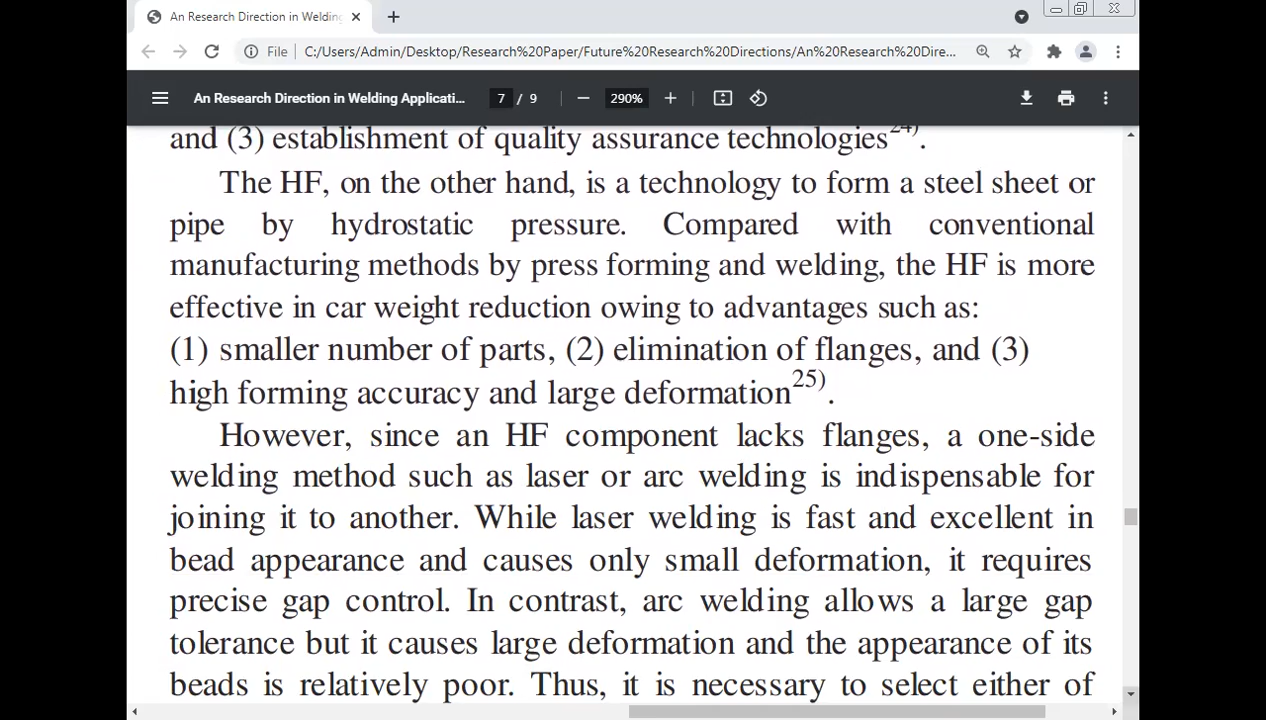 An Research Direction in Welding
File C:/Users/Admin/Desktop/Research%20Paper/Future%20Research%20Directions/An%20Research%20Dire...
An Research Direction in Welding Applicati... 7 / 9 290%
and (3) establishment of quality assurance technologies24).
The HF, on the other hand, is a technology to form a steel sheet or
pipe by hydrostatic pressure. Compared with conventional
manufacturing methods by press forming and welding, the HF is more
effective in car weight reduction owing to advantages such as:
(1) smaller number of parts, (2) elimination of flanges, and (3)
high forming accuracy and large deformation25).
However, since an HF component lacks flanges, a one-side
welding method such as laser or arc welding is indispensable for
joining it to another. While laser welding is fast and excellent in
bead appearance and causes only small deformation, it requires
precise gap control. In contrast, arc welding allows a large gap
tolerance but it causes large deformation and the appearance of its
beads is relatively poor. Thus, it is necessary to select either of